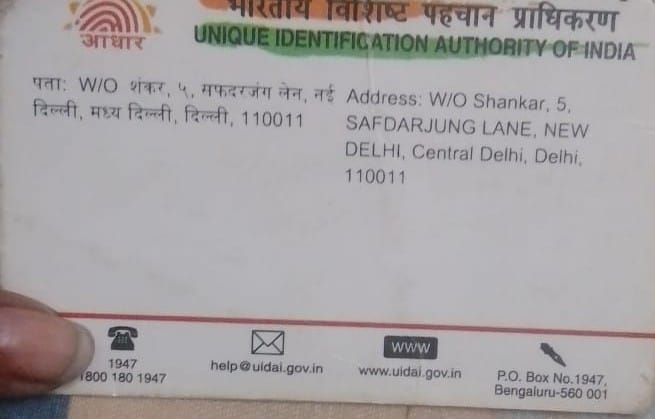 भारतीय विशिष्ट पहचान प्राधिकरण
आधार
UNIQUE IDENTIFICATION AUTHORITY OF INDIA
पता: W/O शंकर, ५, सफदरजंग लेन, नई
दिल्ली, मध्य दिल्ली, दिल्ली, 110011
Address: W/O Shankar, 5,
SAFDARJUNG LANE, NEW
DELHI, Central Delhi, Delhi,
110011
1947
1800 180 1947
help@uidai.gov.in
www
www.uidai.gov.in
P.O. Box No.1947,
Bengaluru-560 001